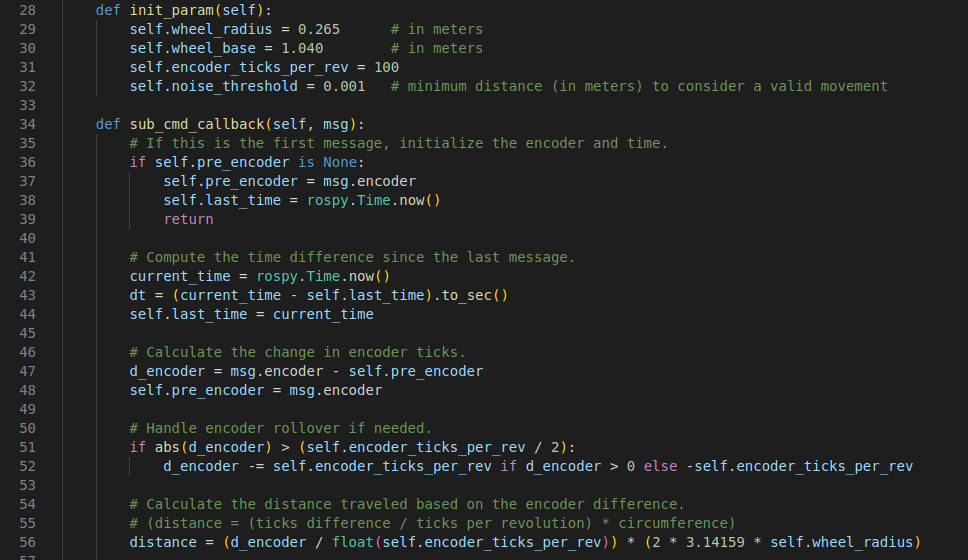 28    def init_param(self):
29        self.wheel_radius = 0.265      # in meters
30        self.wheel_base = 1.040        # in meters
31        self.encoder_ticks_per_rev = 100
32        self.noise_threshold = 0.001   # minimum distance (in meters) to consider a valid movement
33
34    def sub_cmd_callback(self, msg):
35        # If this is the first message, initialize the encoder and time.
36        if self.pre_encoder is None:
37            self.pre_encoder = msg.encoder
38            self.last_time = rospy.Time.now()
39            return
40
41        # Compute the time difference since the last message.
42        current_time = rospy.Time.now()
43        dt = (current_time - self.last_time).to_sec()
44        self.last_time = current_time
45
46        # Calculate the change in encoder ticks.
47        d_encoder = msg.encoder - self.pre_encoder
48        self.pre_encoder = msg.encoder
49
50        # Handle encoder rollover if needed.
51        if abs(d_encoder) > (self.encoder_ticks_per_rev / 2):
52            d_encoder -= self.encoder_ticks_per_rev if d_encoder > 0 else -self.encoder_ticks_per_rev
53
54        # Calculate the distance traveled based on the encoder difference.
55        # (distance = (ticks difference / ticks per revolution) * circumference)
56        distance = (d_encoder / float(self.encoder_ticks_per_rev)) * (2 * 3.14159 * self.wheel_radius)